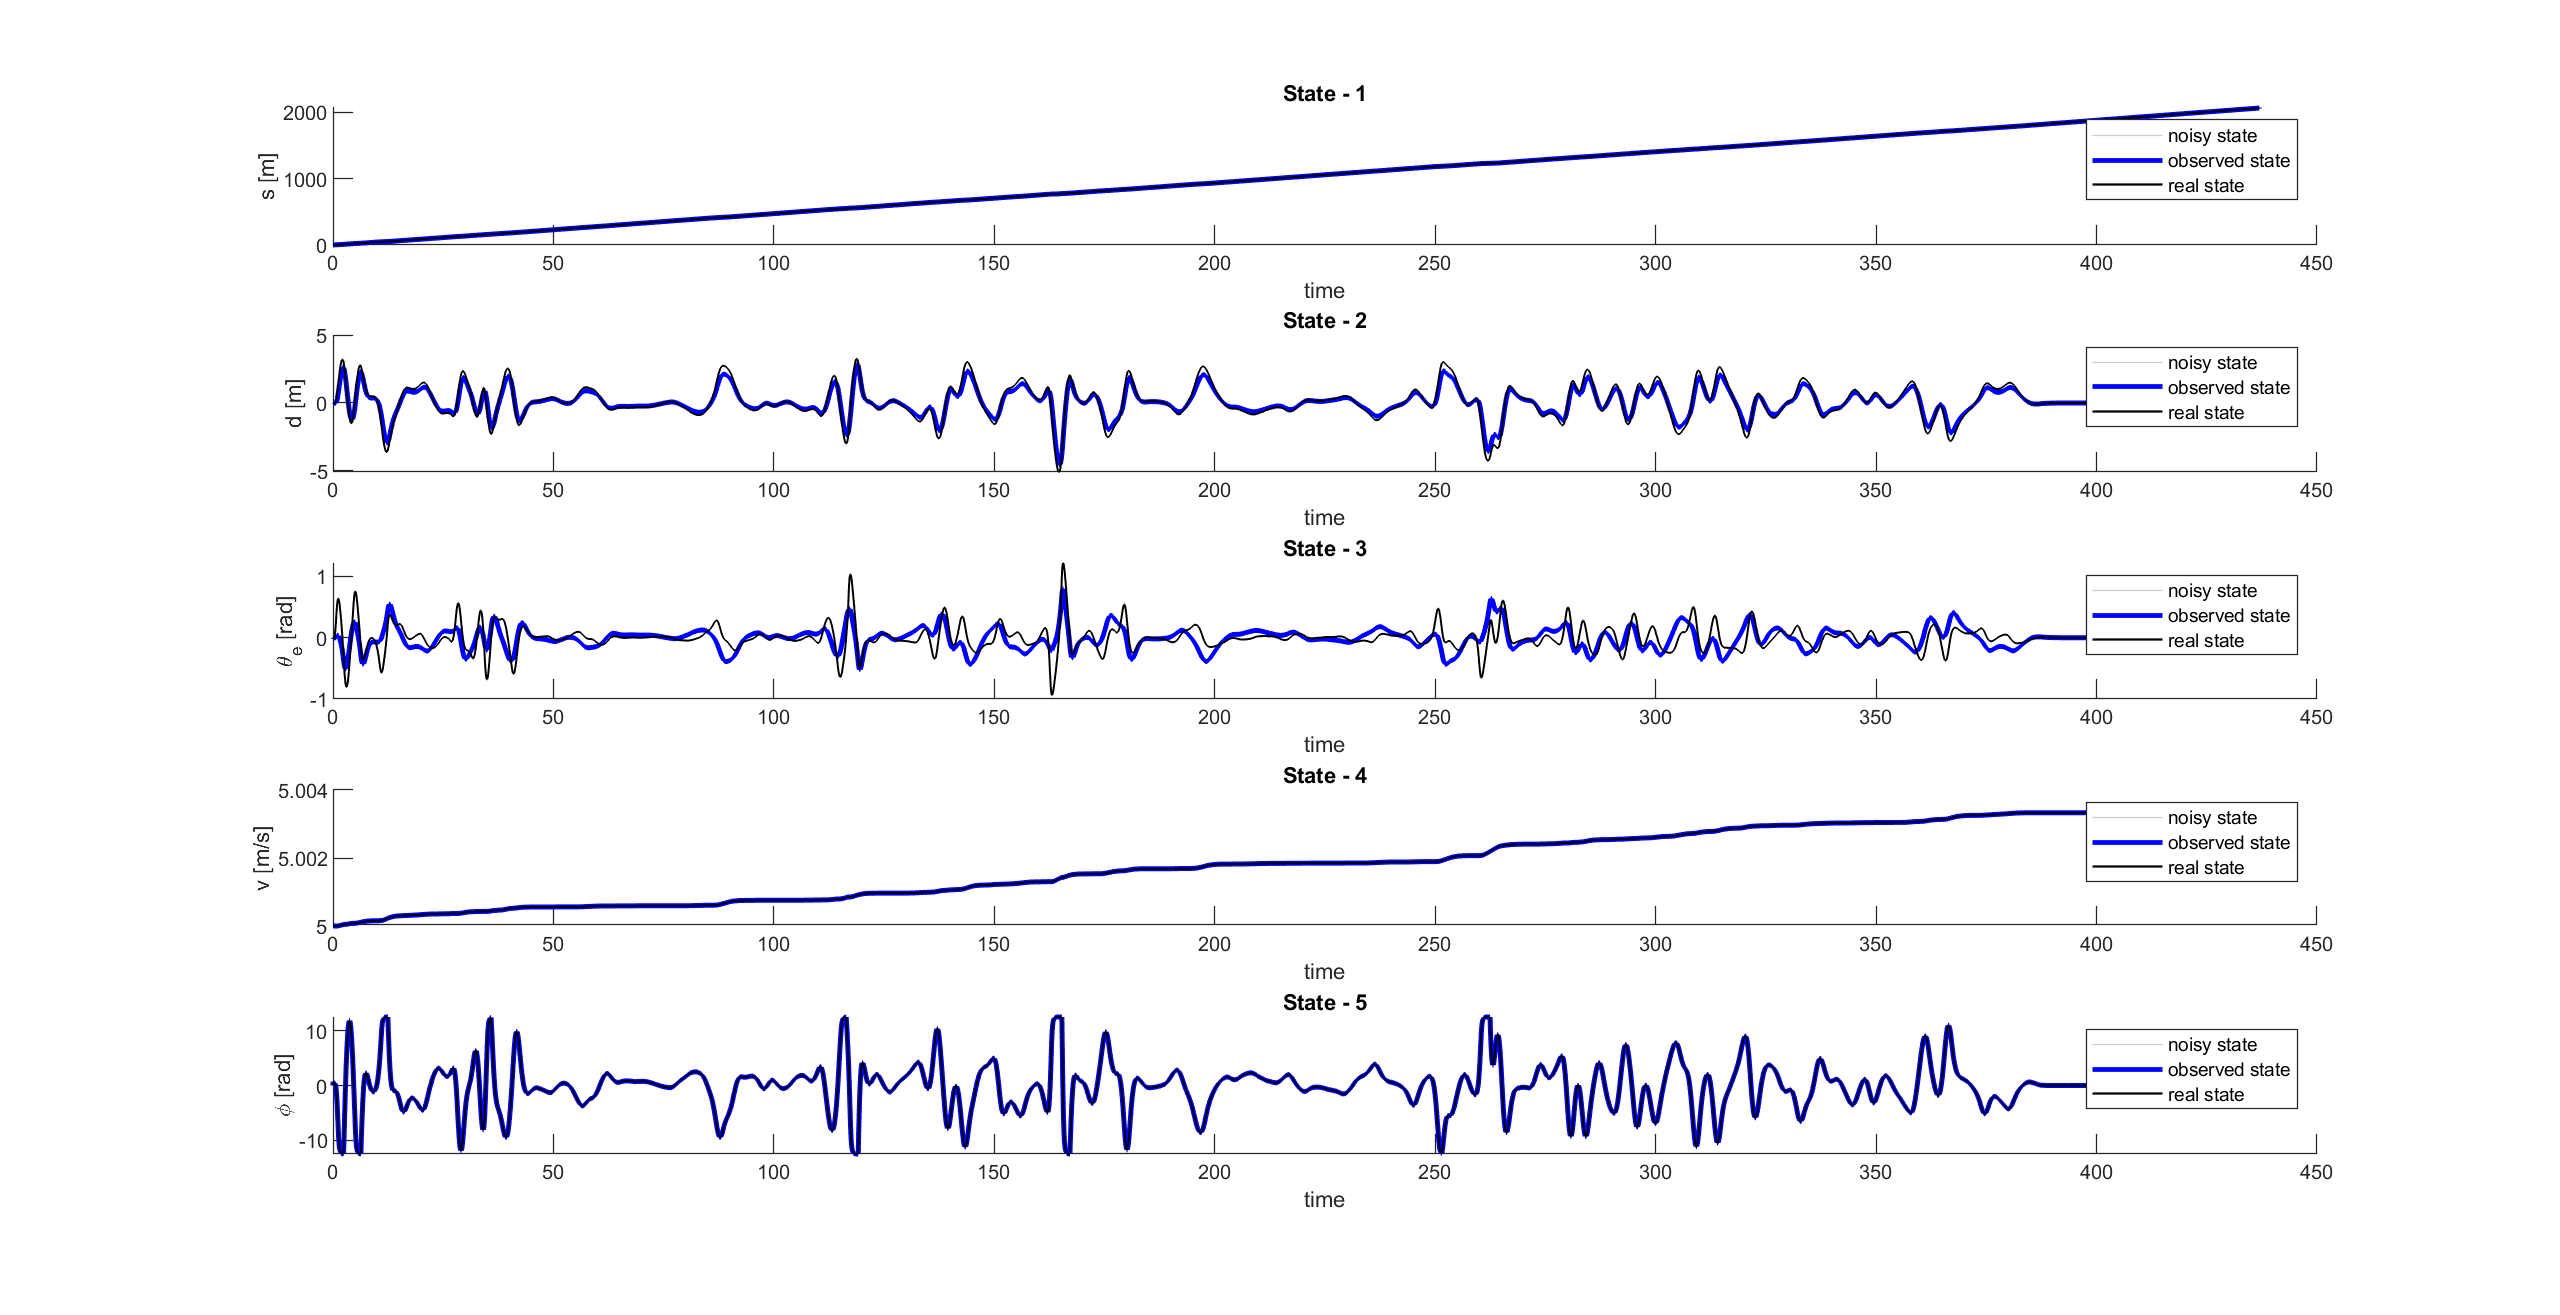 State - 1
s [m]
2000
1000
0
0 50 100 150 200 250 300 350 400 450
time
noisy state
observed state
real state
State - 2
d [m]
5
0
-5
0 50 100 150 200 250 300 350 400 450
time
noisy state
observed state
real state
State - 3
θe [rad]
1
0
-1
0 50 100 150 200 250 300 350 400 450
time
noisy state
observed state
real state
State - 4
v [m/s]
5.004
5.002
5
0 50 100 150 200 250 300 350 400 450
time
noisy state
observed state
real state
State - 5
ϕ [rad]
10
0
-10
0 50 100 150 200 250 300 350 400 450
time
noisy state
observed state
real state